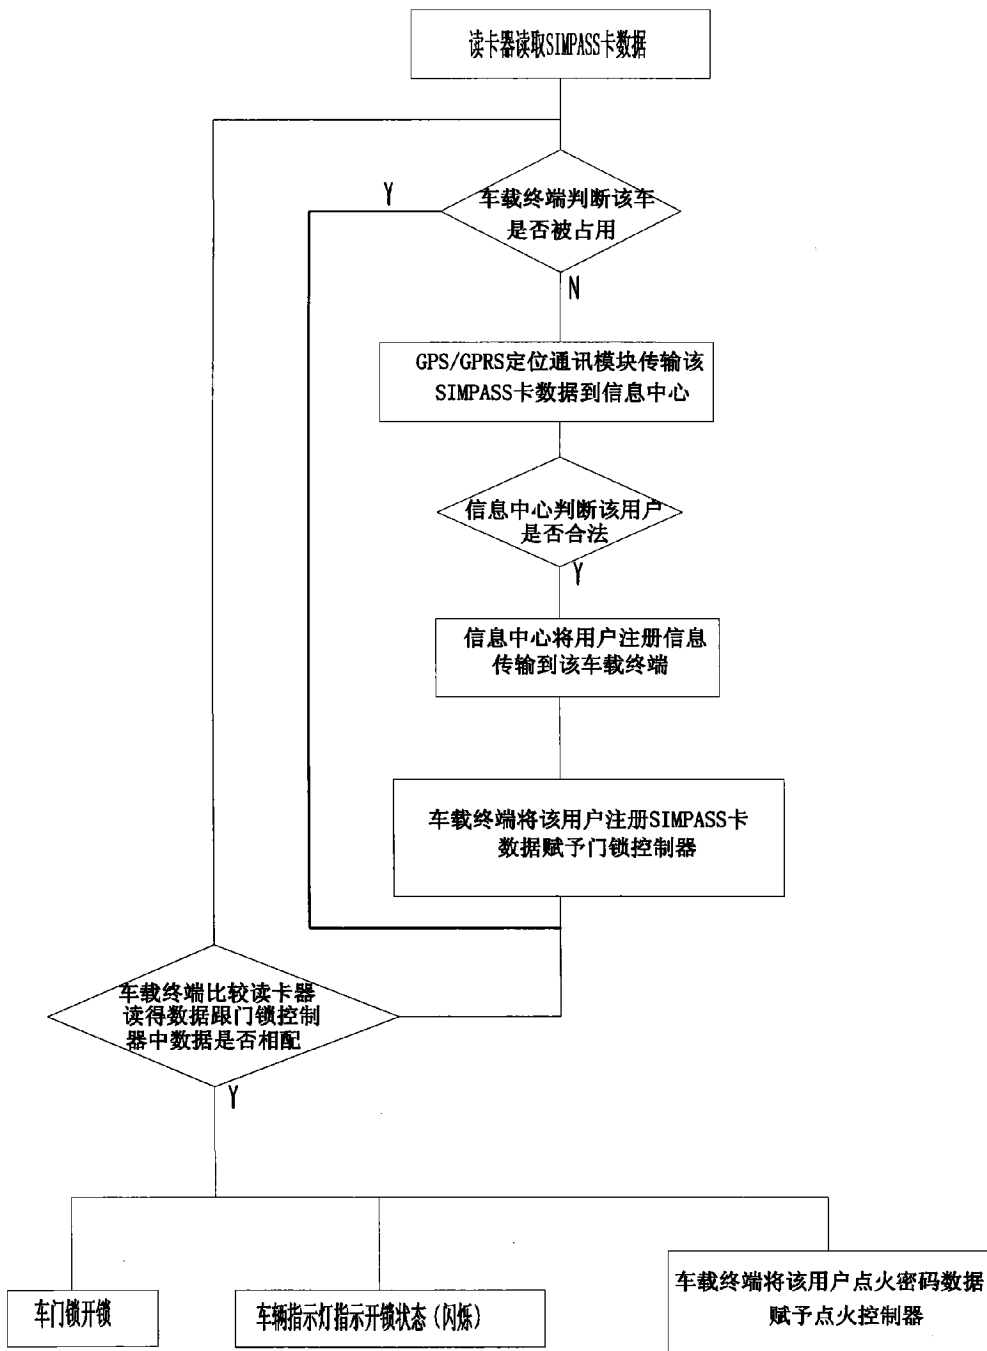 读卡器读取SIMPASS卡数据
车载终端判断该车
是否被占用
Y
N
GPS/GPRS定位通讯模块传输该
SIMPASS卡数据到信息中心
信息中心判断该用户
是否合法
Y
信息中心将用户注册信息
传输到该车载终端
车载终端将该用户注册SIMPASS卡
数据赋予门锁控制器
车载终端比较读卡器
读得数据跟门锁控制
器中数据是否相配
Y
车门锁开锁
车辆指示灯指示开锁状态（闪烁）
车载终端将该用户点火密码数据
赋予点火控制器